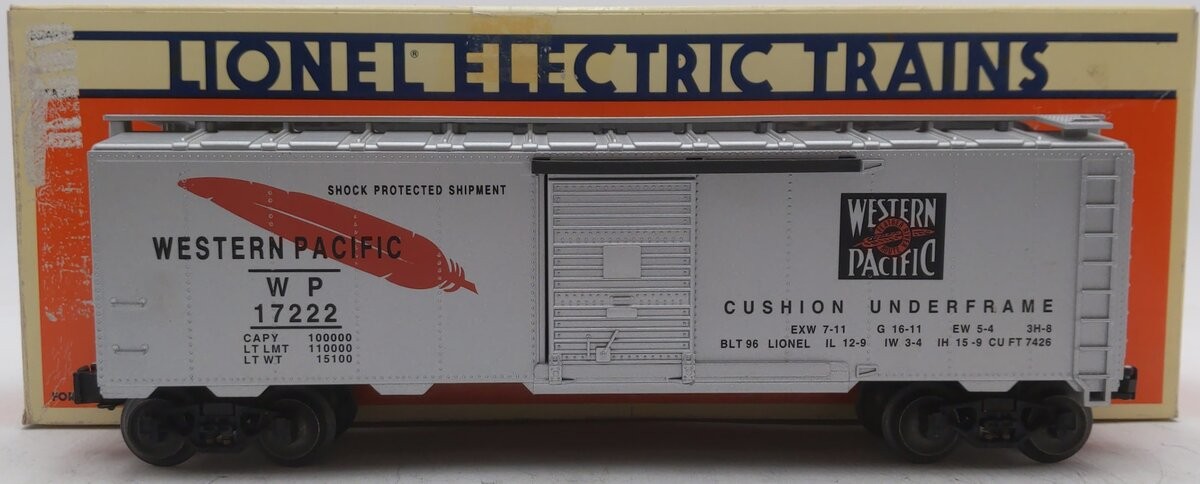 LIONEL® ELECTRIC TRAINS
SHOCK PROTECTED SHIPMENT
WESTERN PACIFIC
W P
17222
CAPY 100000
LT LMT 110000
LT WT 15100
WESTERN
PACIFIC
CUSHION UNDERFRAME
EXW 7-11 G 16-11 EW 5-4 3H-8
BLT 96 LIONEL IL 12-9 IW 3-4 IH 15-9 CU FT 7426